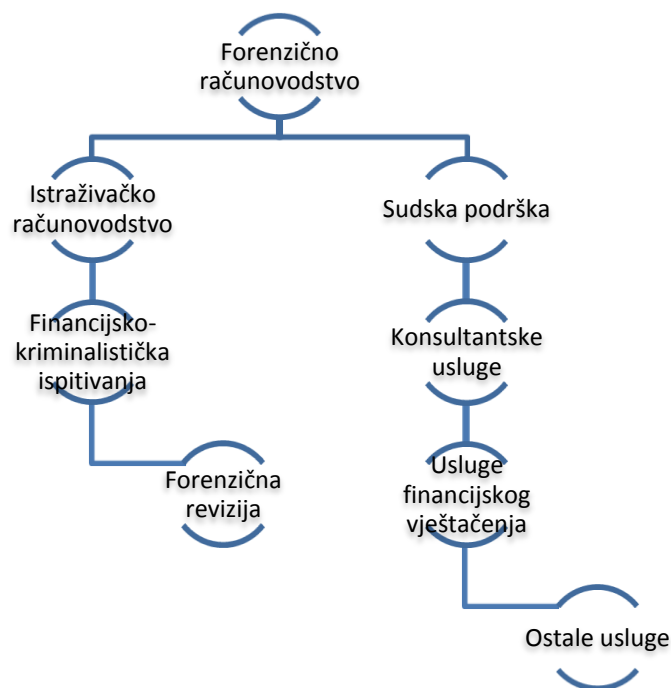 Forenzično
računovodstvo
Istraživačko
računovodstvo
Sudska podrška
Financijsko-
kriminalistička
ispitivanja
Konsultantske
usluge
Forenzična
revizija
Usluge
financijskog
vještačenja
Ostale usluge